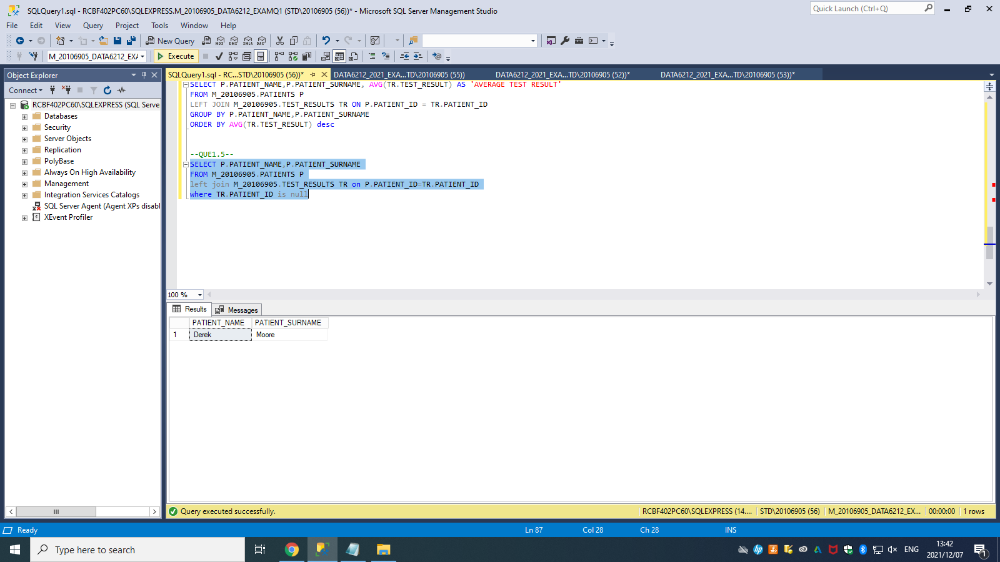 SQLQuery1.sql - RCBF402PC60\SQLEXPRESS.M_20106905_DATA6212_EXAMQ1 (STD\20106905 (56))* - Microsoft SQL Server Management Studio
Quick Launch (Ctrl+Q)
File Edit View Query Project Tools Window Help
New Query
MDX DMX XMLA DAX
M_20106905_DATA6212_EXA
Execute
Object Explorer
SQLQuery1.sql - RC...STD\20106905 (56))*
DATA6212_2021_EXA...TD\20106905 (55))
DATA6212_2021_EXA...TD\20106905 (52))*
DATA6212_2021_EXA...TD\20106905 (53))*
Connect
RCBF402PC60\SQLEXPRESS (SQL Serve
Databases
Security
Server Objects
Replication
PolyBase
Always On High Availability
Management
Integration Services Catalogs
SQL Server Agent (Agent XPs disabl
XEvent Profiler
SELECT P.PATIENT_NAME,P.PATIENT_SURNAME, AVG(TR.TEST_RESULT) AS 'AVERAGE TEST RESULT'
FROM M_20106905.PATIENTS P
LEFT JOIN M_20106905.TEST_RESULTS TR ON P.PATIENT_ID = TR.PATIENT_ID
GROUP BY P.PATIENT_NAME,P.PATIENT_SURNAME
ORDER BY AVG(TR.TEST_RESULT) desc
--QUE1.5--
SELECT P.PATIENT_NAME,P.PATIENT_SURNAME
FROM M_20106905.PATIENTS P
left join M_20106905.TEST_RESULTS TR on P.PATIENT_ID=TR.PATIENT_ID
where TR.PATIENT_ID is null
100 %
Results Messages
PATIENT_NAME PATIENT_SURNAME
1 Derek Moore
Query executed successfully.
RCBF402PC60\SQLEXPRESS (14.... STD\20106905 (56) M_20106905_DATA6212_EX... 00:00:00 1 rows
Ready Ln 87 Col 28 Ch 28 INS
Type here to search
ENG
13:42
2021/12/07
1